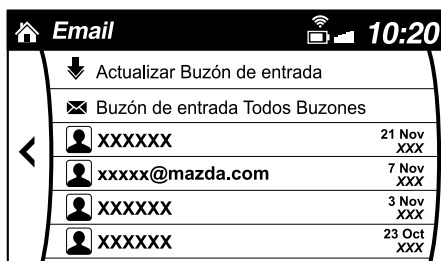 Email 10:20
Actualizar Buzón de entrada
Buzón de entrada Todos Buzones
XXXXXX 21 Nov
XXX
xxxxx@mazda.com 7 Nov
XXX
XXXXXX 3 Nov
XXX
XXXXXX 23 Oct
XXX